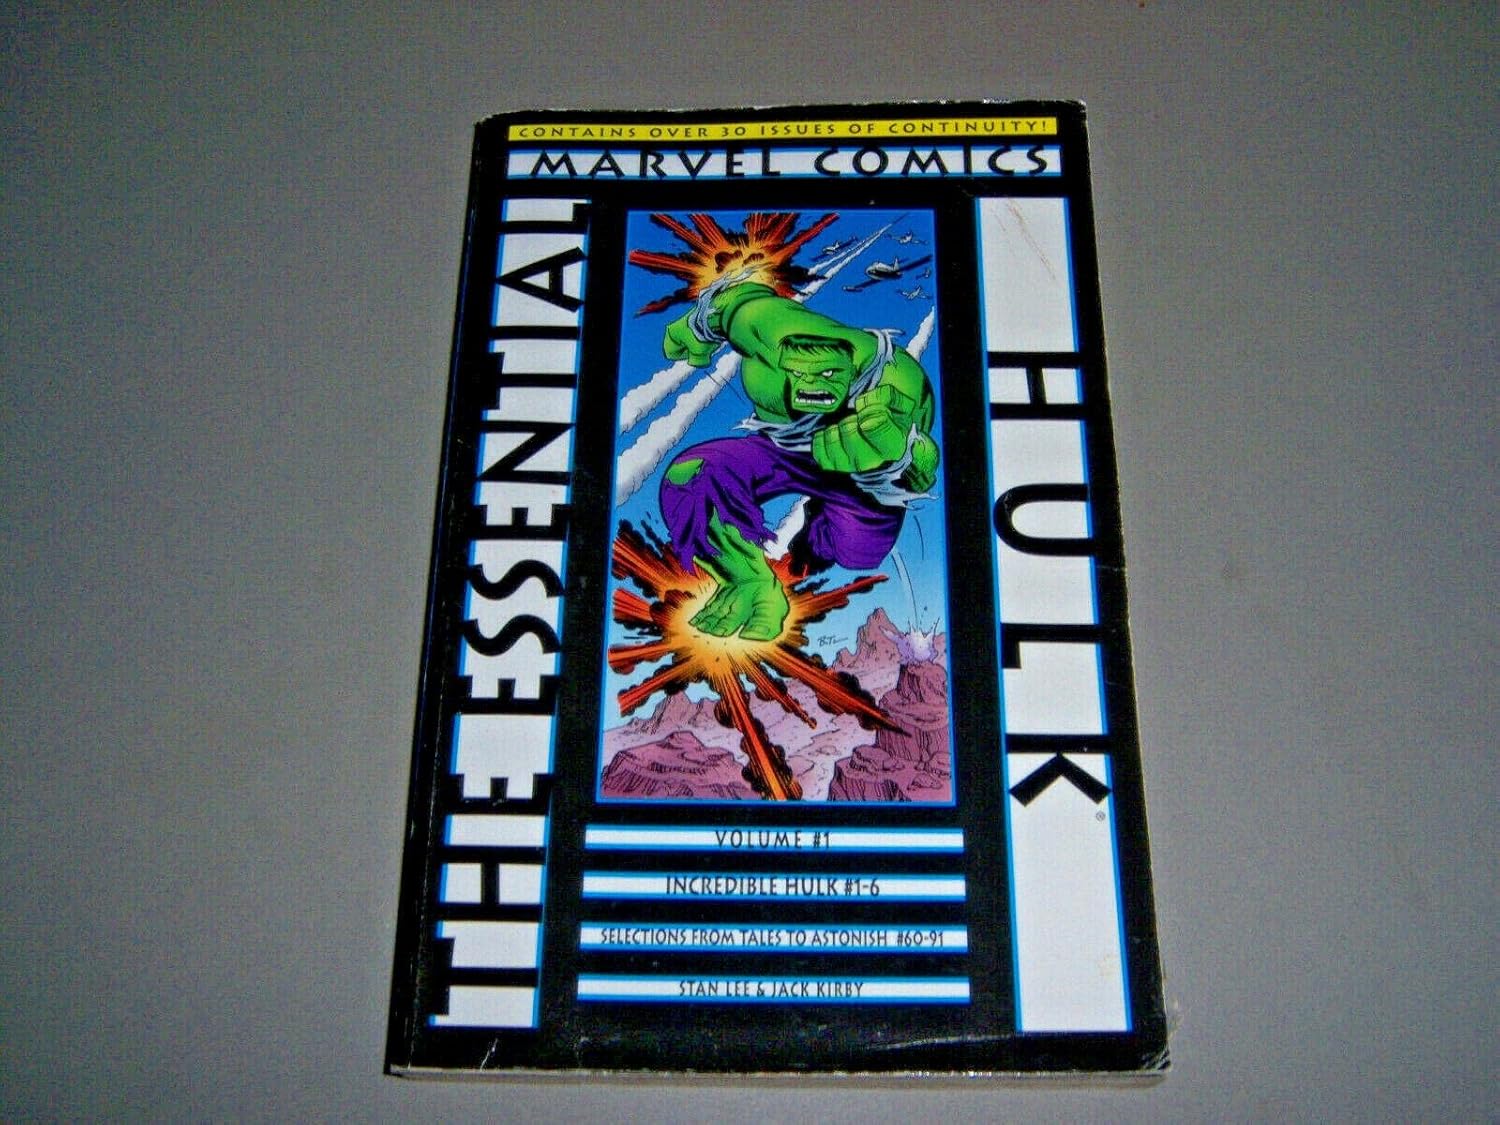 CONTAINS OVER 30 ISSUES OF CONTINUITY!
MARVEL COMICS
THE ESSENTIAL
HULK®
VOLUME #1
INCREDIBLE HULK #1-6
SELECTIONS FROM TALES TO ASTONISH #60-91
STAN LEE & JACK KIRBY